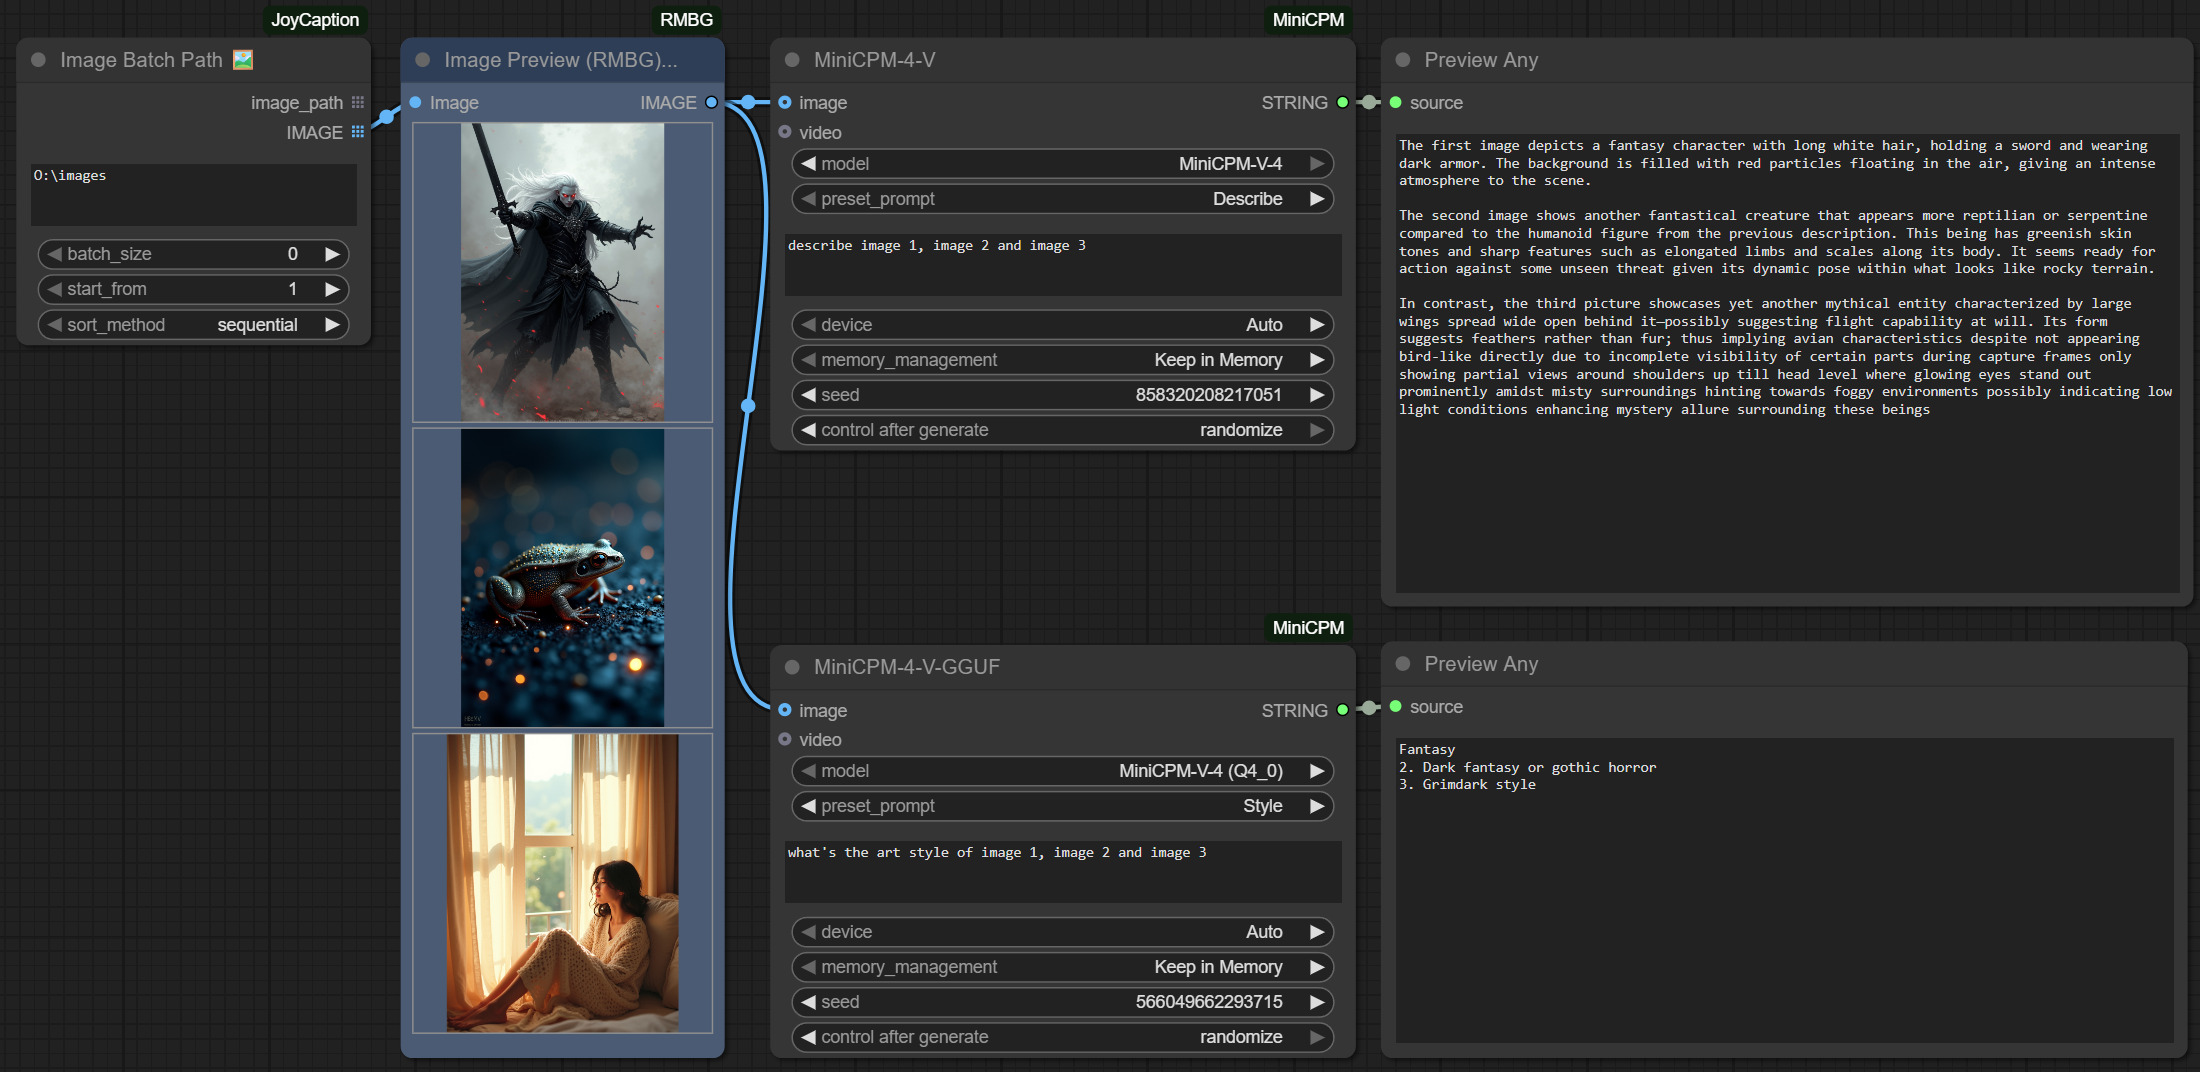 JoyCaption
Image Batch Path
image_path
IMAGE
O:\images
batch_size 0
start_from 1
sort_method sequential
RMBG
Image Preview (RMBG)...
Image IMAGE
MiniCPM
MiniCPM-4-V
image STRING
video
model MiniCPM-V-4
preset_prompt Describe
describe image 1, image 2 and image 3
device Auto
memory_management Keep in Memory
seed 858320208217051
control after generate randomize
Preview Any
source
The first image depicts a fantasy character with long white hair, holding a sword and wearing
dark armor. The background is filled with red particles floating in the air, giving an intense
atmosphere to the scene.
The second image shows another fantastical creature that appears more reptilian or serpentine
compared to the humanoid figure from the previous description. This being has greenish skin
tones and sharp features such as elongated limbs and scales along its body. It seems ready for
action against some unseen threat given its dynamic pose within what looks like rocky terrain.
In contrast, the third picture showcases yet another mythical entity characterized by large
wings spread wide open behind it—possibly suggesting flight capability at will. Its form
suggests feathers rather than fur; thus implying avian characteristics despite not appearing
bird-like directly due to incomplete visibility of certain parts during capture frames only
showing partial views around shoulders up till head level where glowing eyes stand out
prominently amidst misty surroundings hinting towards foggy environments possibly indicating low
light conditions enhancing mystery allure surrounding these beings
MiniCPM
MiniCPM-4-V-GGUF
image STRING
video
model MiniCPM-V-4 (Q4_0)
preset_prompt Style
what's the art style of image 1, image 2 and image 3
device Auto
memory_management Keep in Memory
seed 566049662293715
control after generate randomize
Preview Any
source
Fantasy
2. Dark fantasy or gothic horror
3. Grimdark style